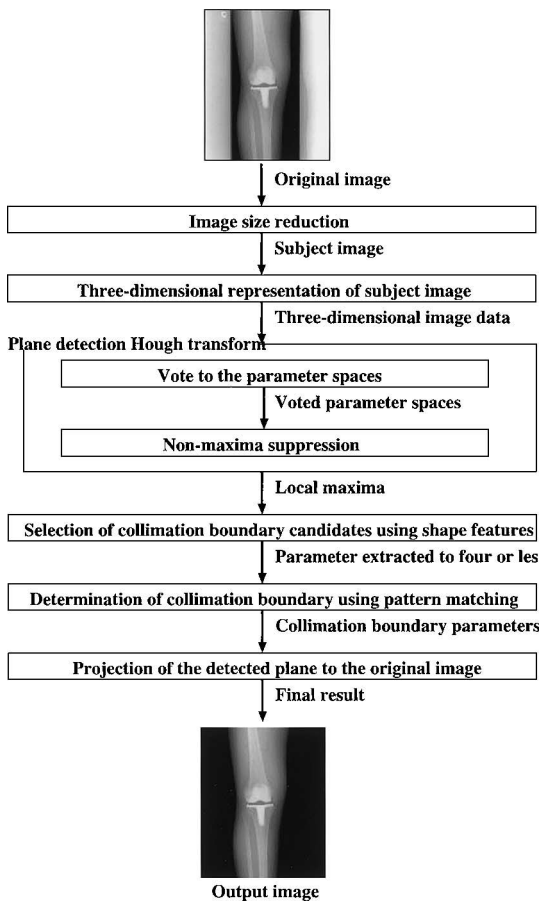 Original image
Image size reduction
Subject image
Three-dimensional representation of subject image
Three-dimensional image data
Plane detection Hough transform
Vote to the parameter spaces
Voted parameter spaces
Non-maxima suppression
Local maxima
Selection of collimation boundary candidates using shape features
Parameter extracted to four or les
Determination of collimation boundary using pattern matching
Collimation boundary parameters
Projection of the detected plane to the original image
Final result
Output image